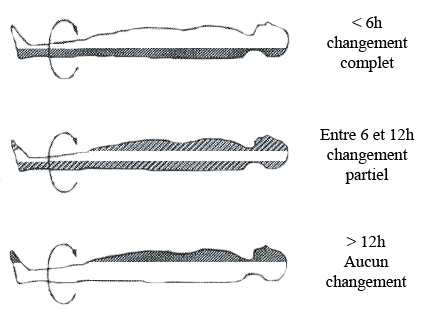 < 6h
changement
complet
Entre 6 et 12h
changement
partiel
> 12h
Aucun
changement